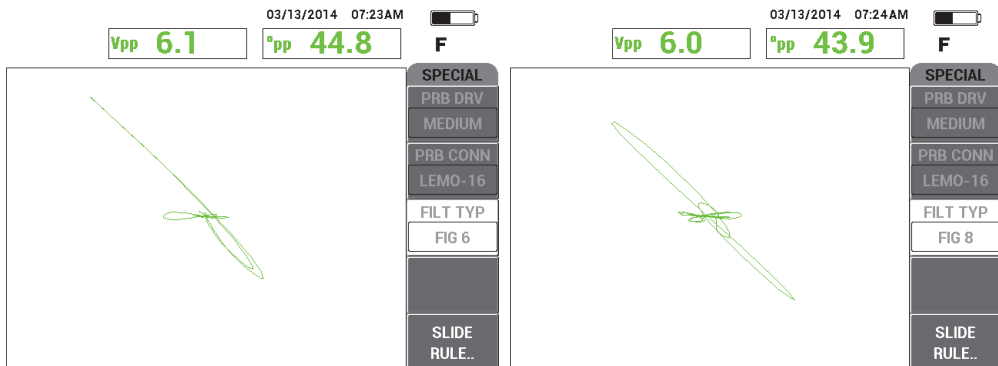 03/13/2014 07:23AM
Vpp 6.1 °pp 44.8
F
SPECIAL
PRB DRV
MEDIUM
PRB CONN
LEMO-16
FILT TYP
FIG 6
SLIDE
RULE..
03/13/2014 07:24AM
Vpp 6.0 °pp 43.9
F
SPECIAL
PRB DRV
MEDIUM
PRB CONN
LEMO-16
FILT TYP
FIG 8
SLIDE
RULE..